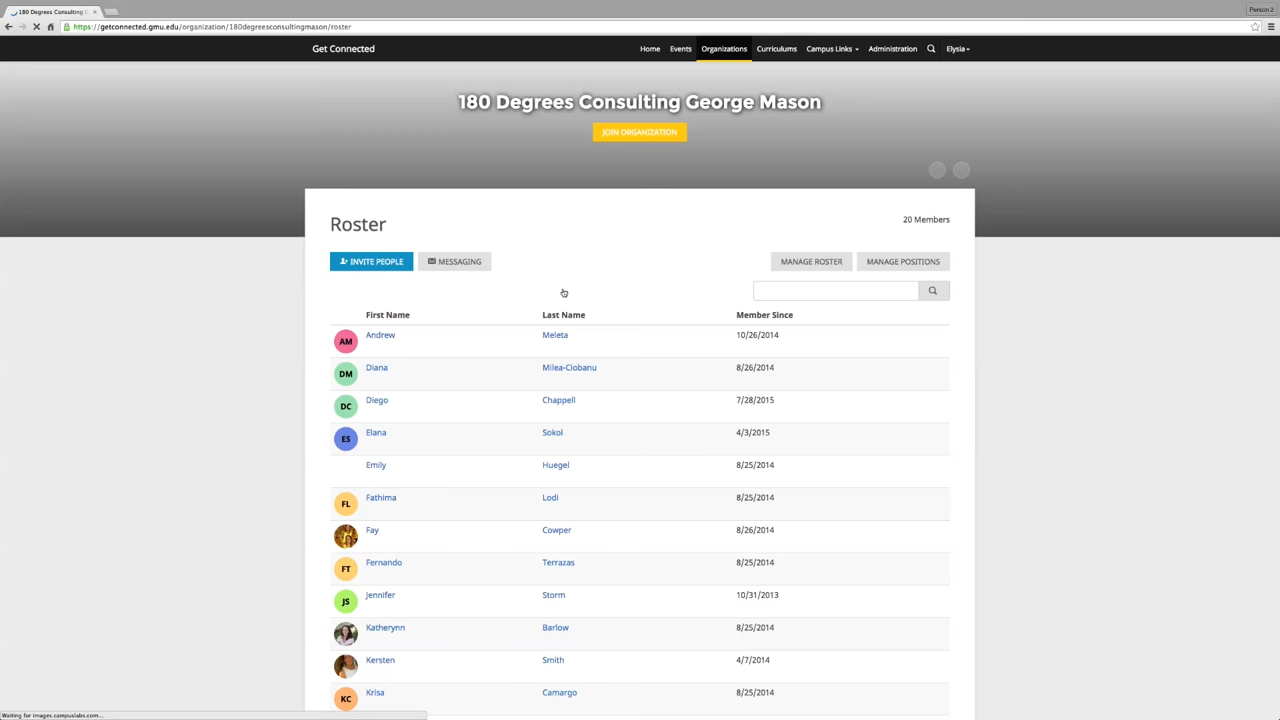 180 Degrees Consulting G
Person 2
https://getconnected.gmu.edu/organization/180degreesconsultingmason/roster
Get Connected Home Events Organizations Curriculums Campus Links Administration Elysia
180 Degrees Consulting George Mason
JOIN ORGANIZATION
Roster 20 Members
INVITE PEOPLE MESSAGING MANAGE ROSTER MANAGE POSITIONS
First Name Last Name Member Since
AM Andrew Meleta 10/26/2014
DM Diana Milea-Ciobanu 8/26/2014
DC Diego Chappell 7/28/2015
ES Elana Sokol 4/3/2015
Emily Huegel 8/25/2014
FL Fathima Lodi 8/25/2014
Fay Cowper 8/26/2014
FT Fernando Terrazas 8/25/2014
JS Jennifer Storm 10/31/2013
Katherynn Barlow 8/25/2014
Kersten Smith 4/7/2014
KC Krisa Camargo 8/25/2014
Waiting for images.campuslabs.com...